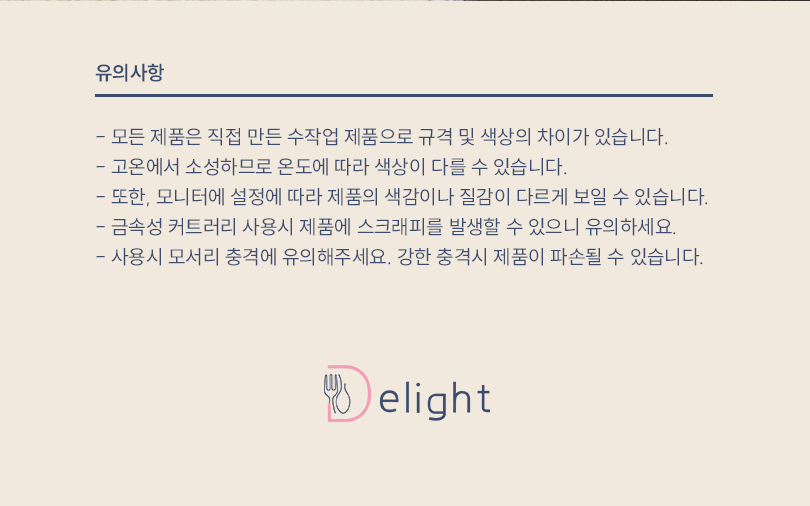 유의사항
- 모든 제품은 직접 만든 수작업 제품으로 규격 및 색상의 차이가 있습니다.
- 고온에서 소성하므로 온도에 따라 색상이 다를 수 있습니다.
- 또한, 모니터에 설정에 따라 제품의 색감이나 질감이 다르게 보일 수 있습니다.
- 금속성 커트러리 사용시 제품에 스크래피를 발생할 수 있으니 유의하세요.
- 사용시 모서리 충격에 유의해주세요. 강한 충격시 제품이 파손될 수 있습니다.
Delight